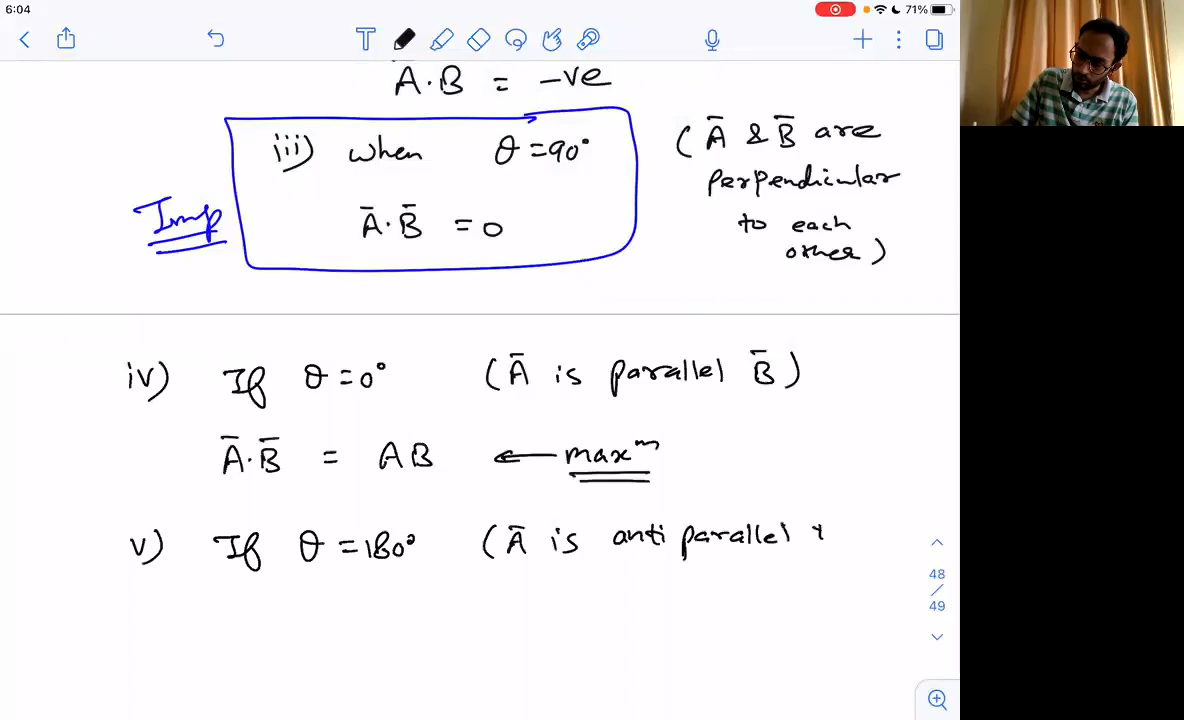 6:04
71%
T
A·B = -ve
iii) when θ = 90°
(A̅ & B̅ are
perpendicular
to each
other)
Imp
A̅·B̅ = 0
iv) If θ = 0° (A̅ is parallel B̅)
A̅·B̅ = AB ← maxᵐ
v) If θ = 180° (A̅ is anti parallel
48
/
49